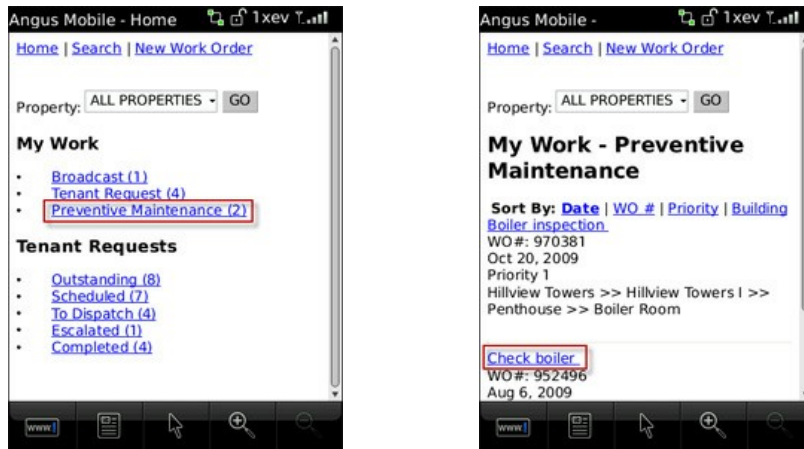 Angus Mobile - Home 1xev
Home | Search | New Work Order
Property: ALL PROPERTIES GO
My Work
• Broadcast (1)
• Tenant Request (4)
• Preventive Maintenance (2)
Tenant Requests
• Outstanding (8)
• Scheduled (7)
• To Dispatch (4)
• Escalated (1)
• Completed (4)
www.
Angus Mobile - 1xev
Home | Search | New Work Order
Property: ALL PROPERTIES GO
My Work - Preventive
Maintenance
Sort By: Date | WO # | Priority | Building
Boiler inspection
WO#: 970381
Oct 20, 2009
Priority 1
Hillview Towers >> Hillview Towers I >>
Penthouse >> Boiler Room
Check boiler
WO#: 952496
Aug 6, 2009
www.